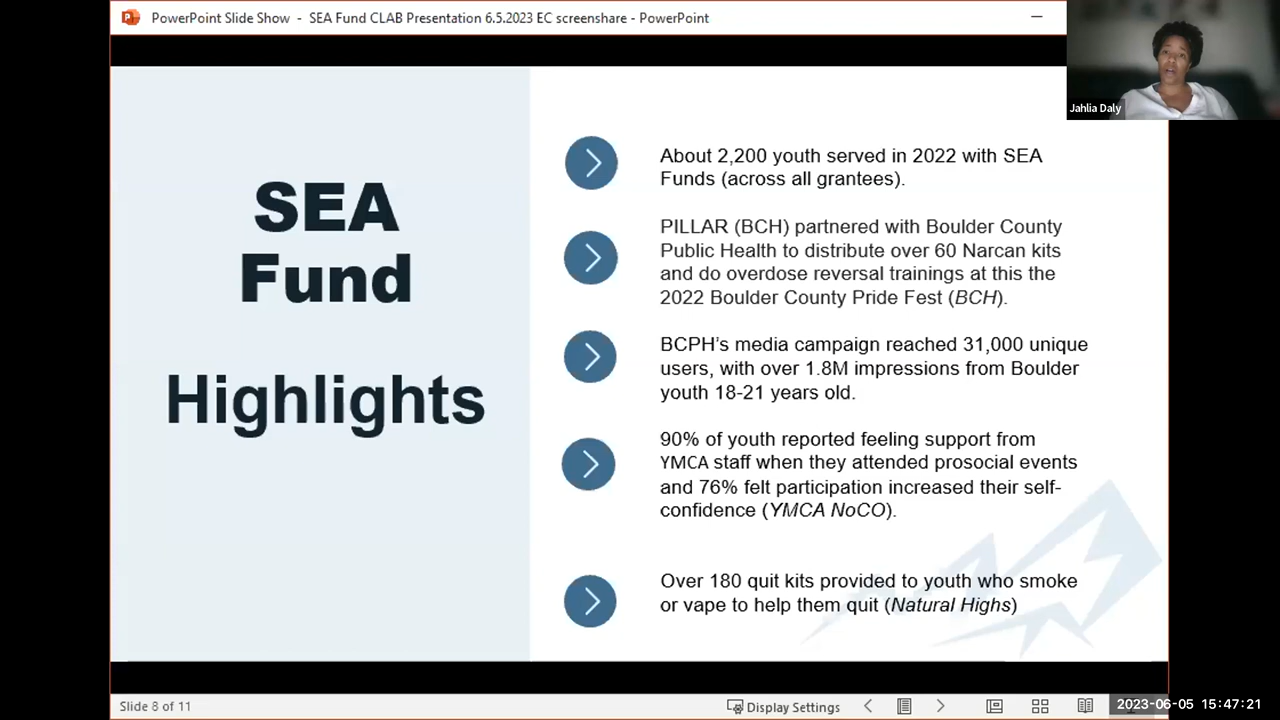 PowerPoint Slide Show - SEA Fund CLAB Presentation 6.5.2023 EC screenshare - PowerPoint
Jahlia Daly
SEA
Fund
Highlights
About 2,200 youth served in 2022 with SEA
Funds (across all grantees).
PILLAR (BCH) partnered with Boulder County
Public Health to distribute over 60 Narcan kits
and do overdose reversal trainings at this the
2022 Boulder County Pride Fest (BCH).
BCPH's media campaign reached 31,000 unique
users, with over 1.8M impressions from Boulder
youth 18-21 years old.
90% of youth reported feeling support from
YMCA staff when they attended prosocial events
and 76% felt participation increased their self-
confidence (YMCA NoCO).
Over 180 quit kits provided to youth who smoke
or vape to help them quit (Natural Highs)
Slide 8 of 11
Display Settings
2023-06-05 15:47:21